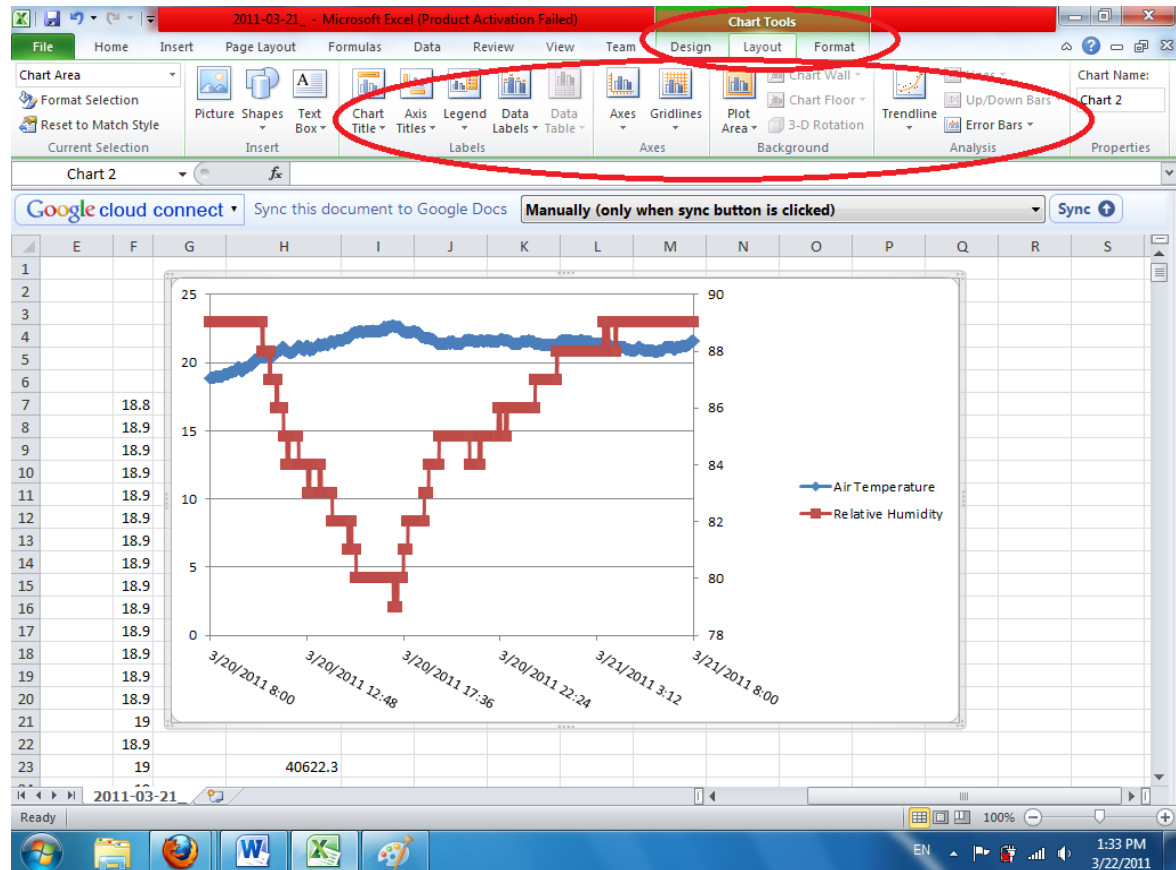 2011-03-21_ - Microsoft Excel (Product Activation Failed)
Chart Tools
File Home Insert Page Layout Formulas Data Review View Team Design Layout Format
Chart Area
Format Selection
Reset to Match Style
Current Selection
Picture Shapes Text Box
Insert
Chart Title Axis Titles Legend Data Labels Data Table
Labels
Axes Gridlines
Axes
Plot Area Chart Wall
Chart Floor
3-D Rotation
Background
Trendline
Up/Down Bars
Error Bars
Analysis
Chart Name:
Chart 2
Properties
Chart 2 fx
Google cloud connect Sync this document to Google Docs Manually (only when sync button is clicked) Sync
E F G H I J K L M N O P Q R S
1
2
3
4
5
6
7 18.8
8 18.9
9 18.9
10 18.9
11 18.9
12 18.9
13 18.9
14 18.9
15 18.9
16 18.9
17 18.9
18 18.9
19 18.9
20 18.9
21 19
22 18.9
23 19 40622.3
25
20
15
10
5
0
90
88
86
84
82
80
78
3/20/2011 8:00
3/20/2011 12:48
3/20/2011 17:36
3/20/2011 22:24
3/21/2011 3:12
3/21/2011 8:00
Air Temperature
Relative Humidity
2011-03-21_
Ready 100%
EN 1:33 PM
3/22/2011